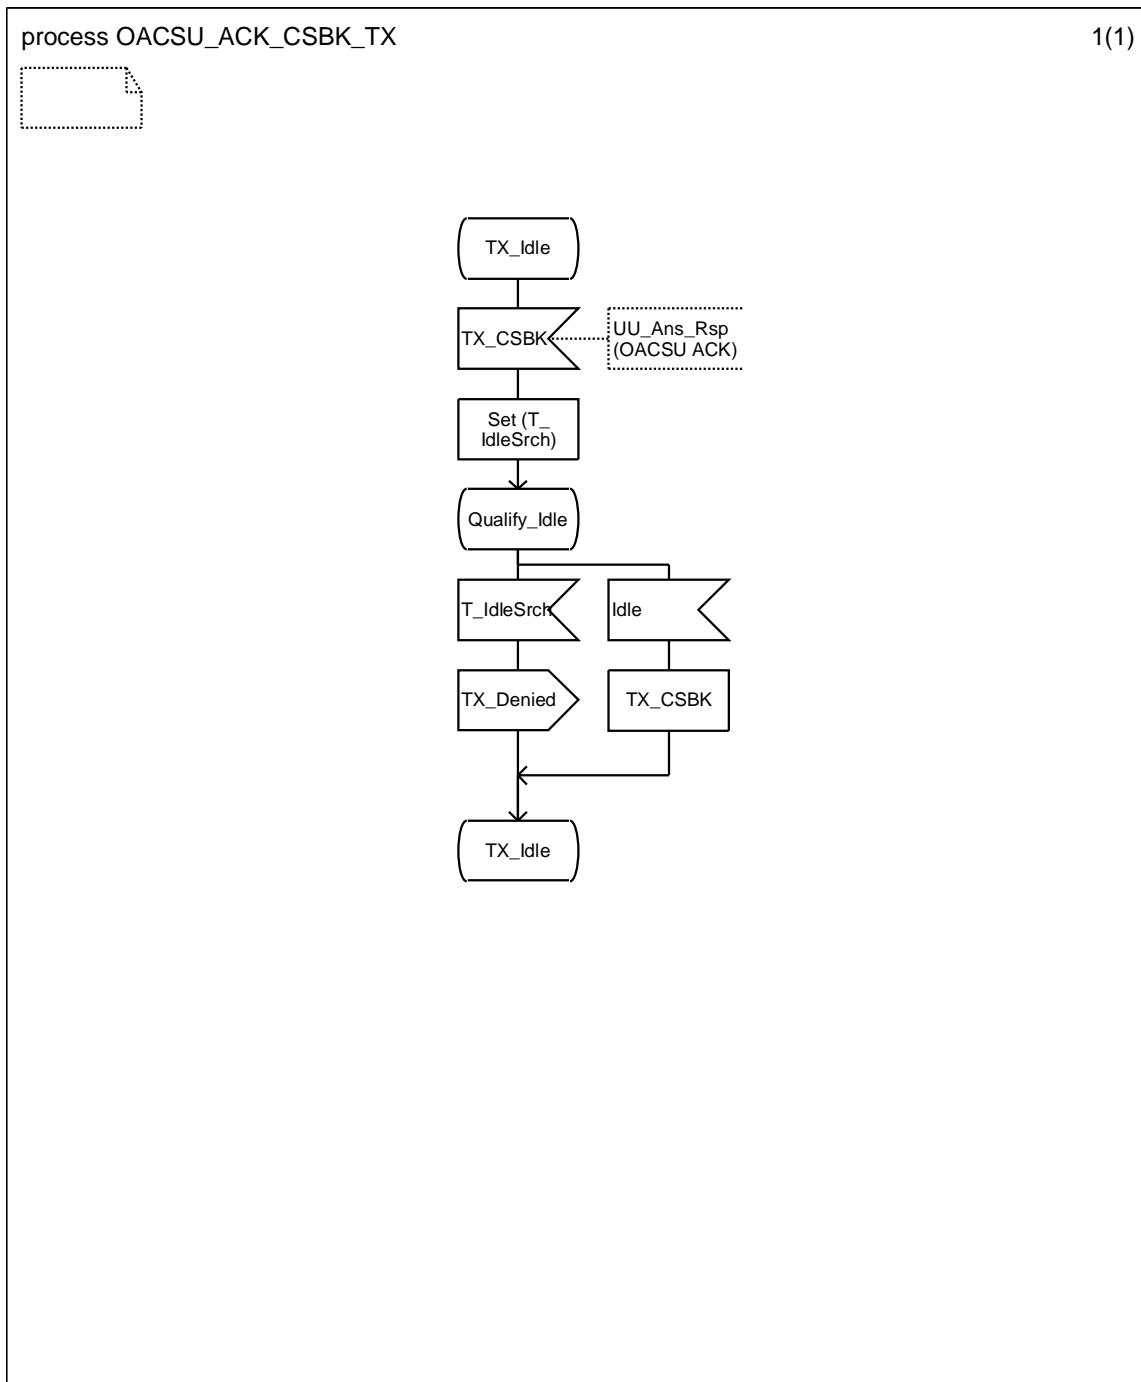 process OACSU_ACK_CSBK_TX
1(1)
TX_Idle
TX_CSBK
UU_Ans_Rsp
(OACSU ACK)
Set (T_
IdleSrch)
Qualify_Idle
T_IdleSrch
Idle
TX_Denied
TX_CSBK
TX_Idle